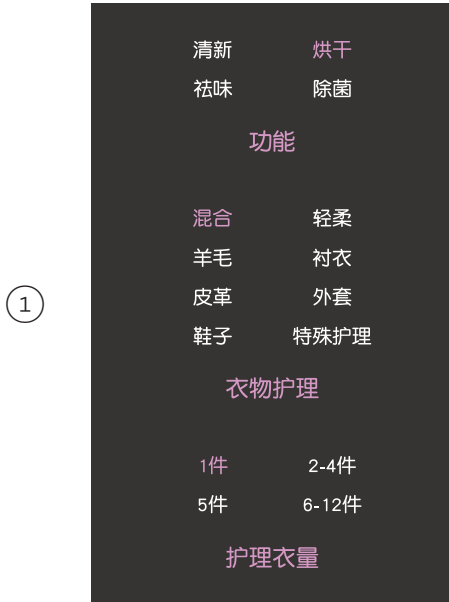 清新 烘干
祛味 除菌
功能
混合 轻柔
羊毛 衬衣
皮革 外套
鞋子 特殊护理
衣物护理
1件 2-4件
5件 6-12件
护理衣量
1